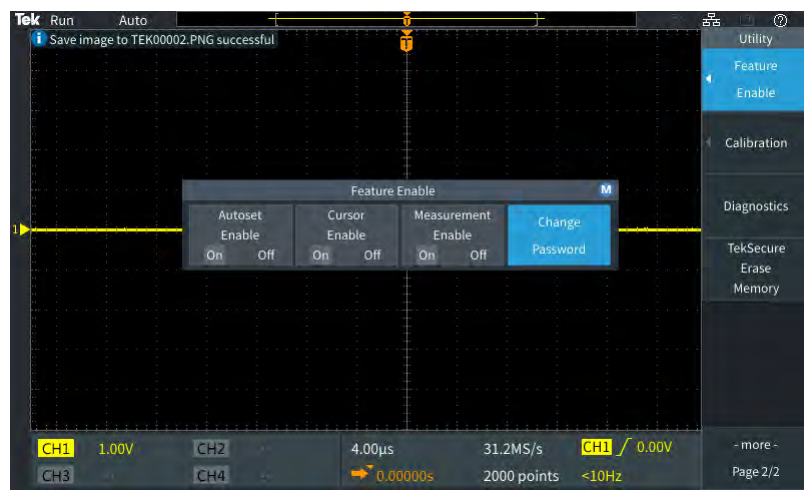 Tek Run Auto
T
i Save image to TEK00002.PNG successful
T
Utility
Feature
Enable
Calibration
Diagnostics
TekSecure
Erase
Memory
- more -
Page 2/2
Feature Enable M
Autoset
Enable
On Off
Cursor
Enable
On Off
Measurement
Enable
On Off
Change
Password
1
CH1 1.00V CH2 4.00µs 31.2MS/s CH1 0.00V
CH3 CH4 0.00000s 2000 points <10Hz